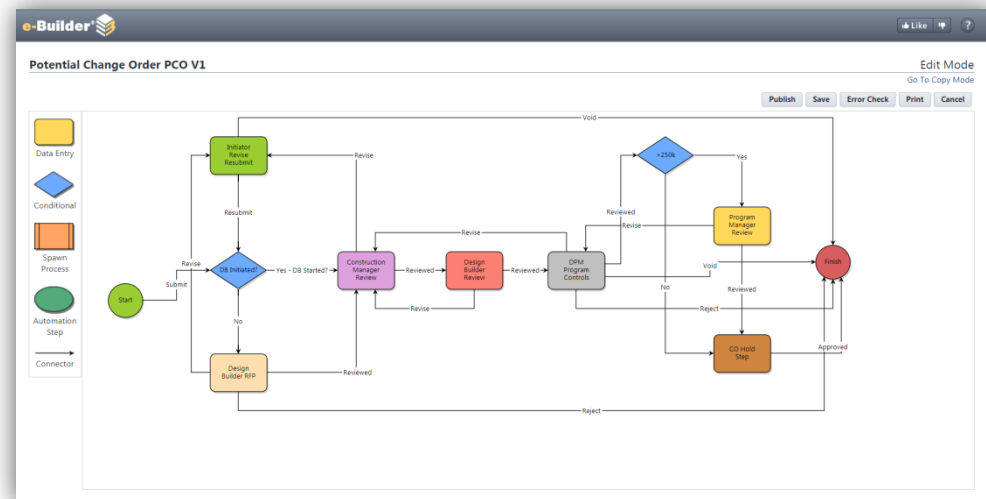 e-Builder®
Like
?
Potential Change Order PCO V1
Edit Mode
Go To Copy Mode
Publish
Save
Error Check
Print
Cancel
Data Entry
Conditional
Spawn
Process
Automation
Step
Connector
Void
Initiator
Revise
Resubmit
Revise
>250k
Yes
Resubmit
Reviewed
Program
Manager
Review
Revise
Revise
Revise
Submit
DB Initiated?
Yes - DB Started?
Construction
Manager
Review
Reviewed
Design
Builder
Review
Reviewed
DPM
Program
Controls
Void
Finish
Start
No
Reviewed
Revise
Reject
No
CO Hold
Step
Approved
Design
Builder RFP
Reviewed
Reject